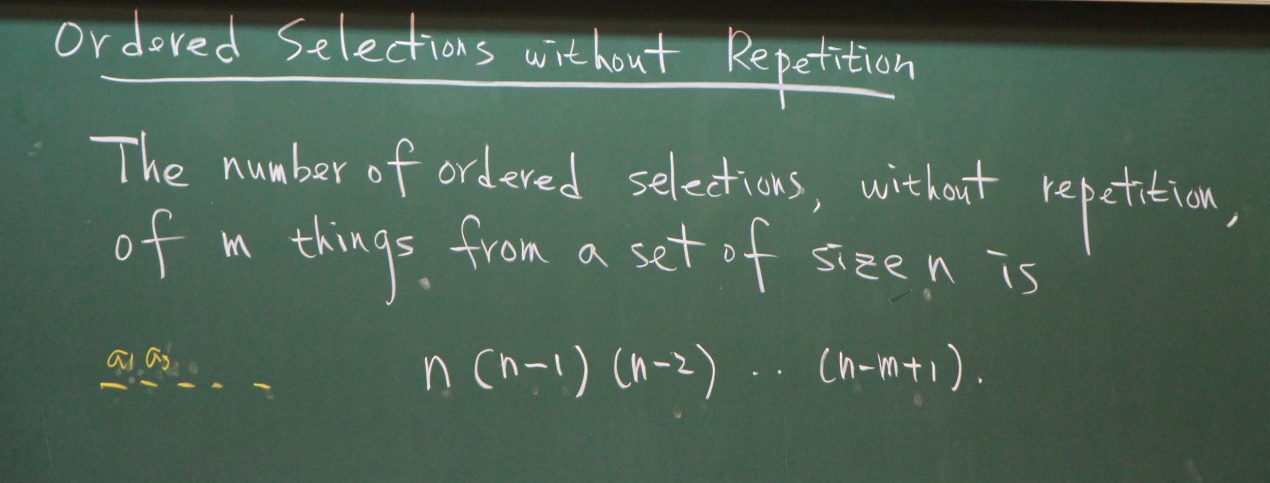 Ordered Selections without Repetition
The number of ordered selections, without repetition,
of m things from a set of size n is
a₁ a₃ n (n-1) (n-2) .. (n-m+1).